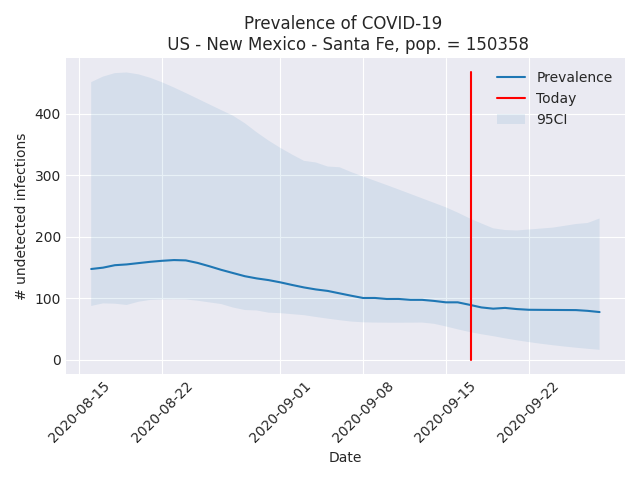 Prevalence of COVID-19
US - New Mexico - Santa Fe, pop. = 150358
Prevalence
Today
95CI
400
300
200
100
0
# undetected infections
2020-08-15
2020-08-22
2020-09-01
2020-09-08
2020-09-15
2020-09-22
Date